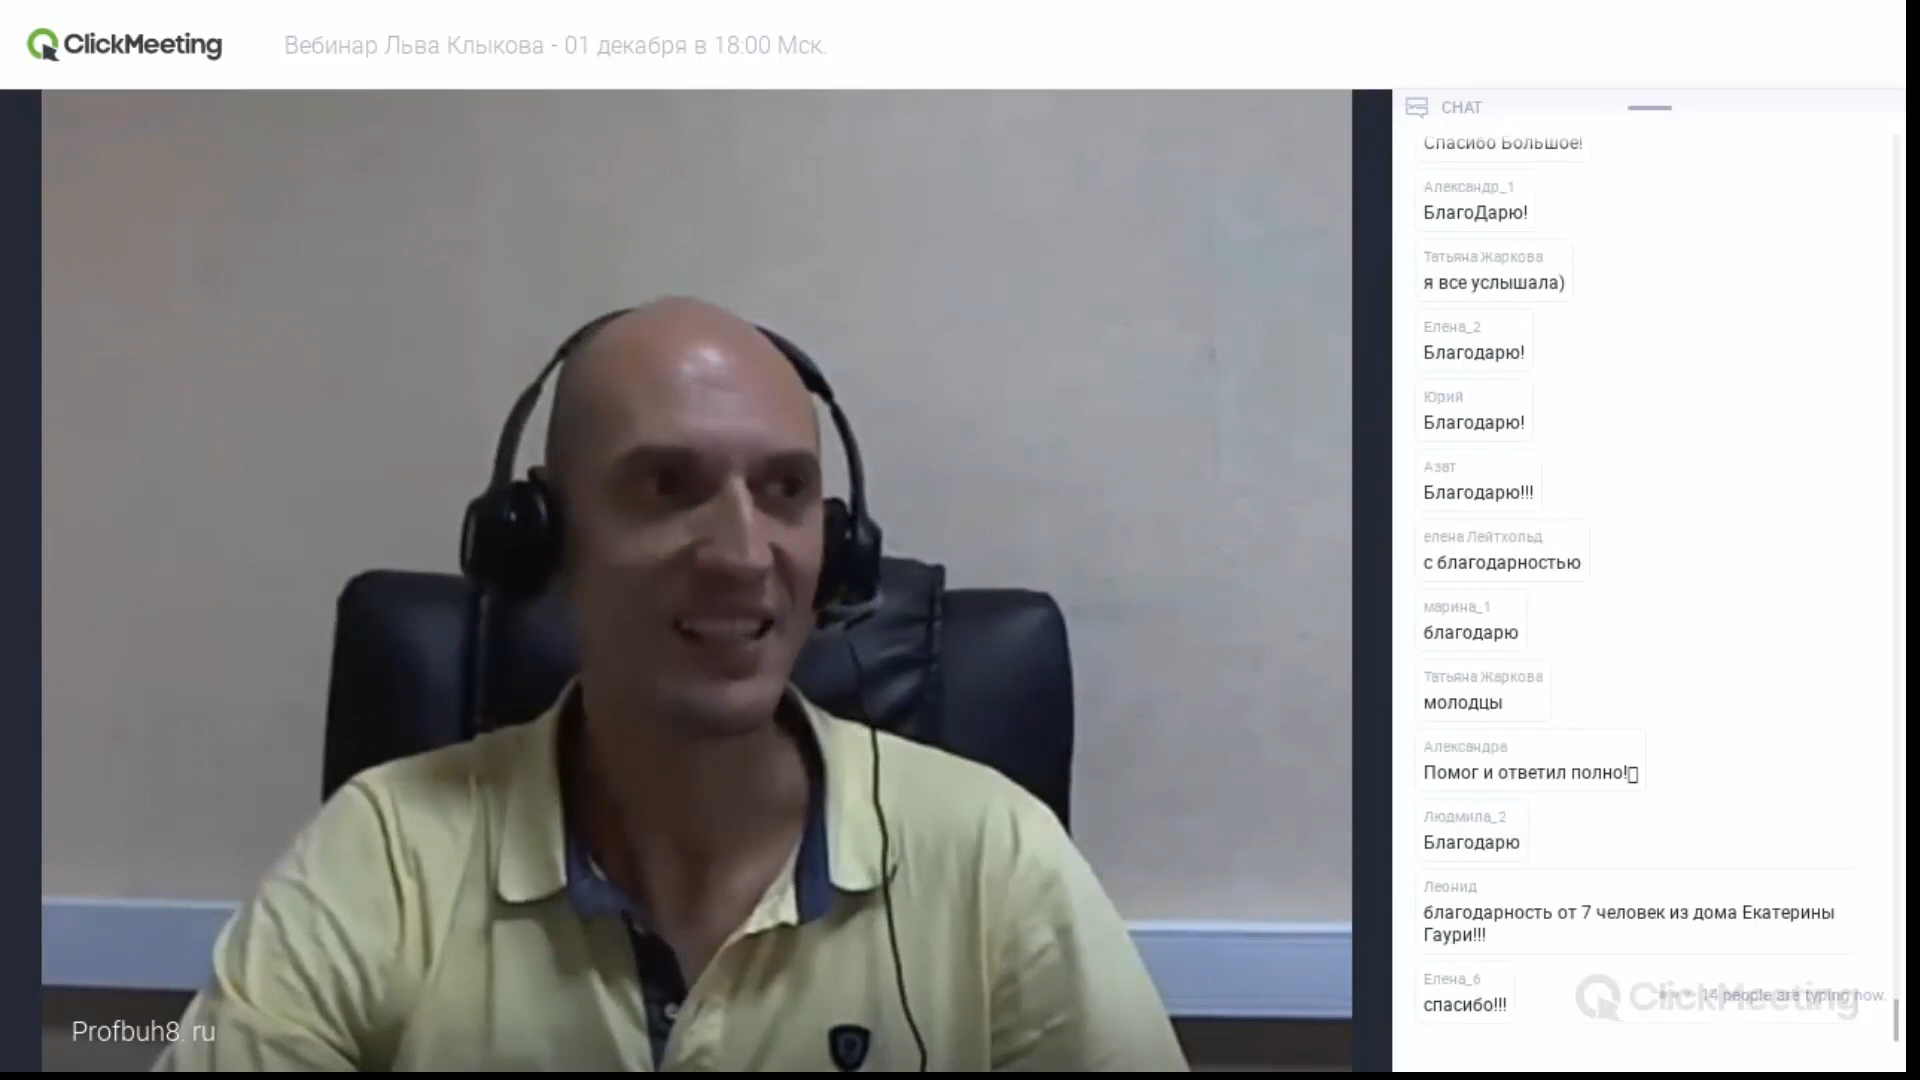 ClickMeeting
Вебинар Льва Клыкова - 01 декабря в 18:00 Мск.
CHAT
Спасибо Большое!
Александр_1
БлагоДарю!
Татьяна Жаркова
я все услышала)
Елена_2
Благодарю!
Юрий
Благодарю!
Азат
Благодарю!!!
елена Лейтхольд
с благодарностью
марина_1
благодарю
Татьяна Жаркова
молодцы
Александра
Помог и ответил полно!
Людмила_2
Благодарю
Леонид
благодарность от 7 человек из дома Екатерины
Гаури!!!
Елена_6
спасибо!!!
14 people are typing now.
ClickMeeting
Profbuh8. ru